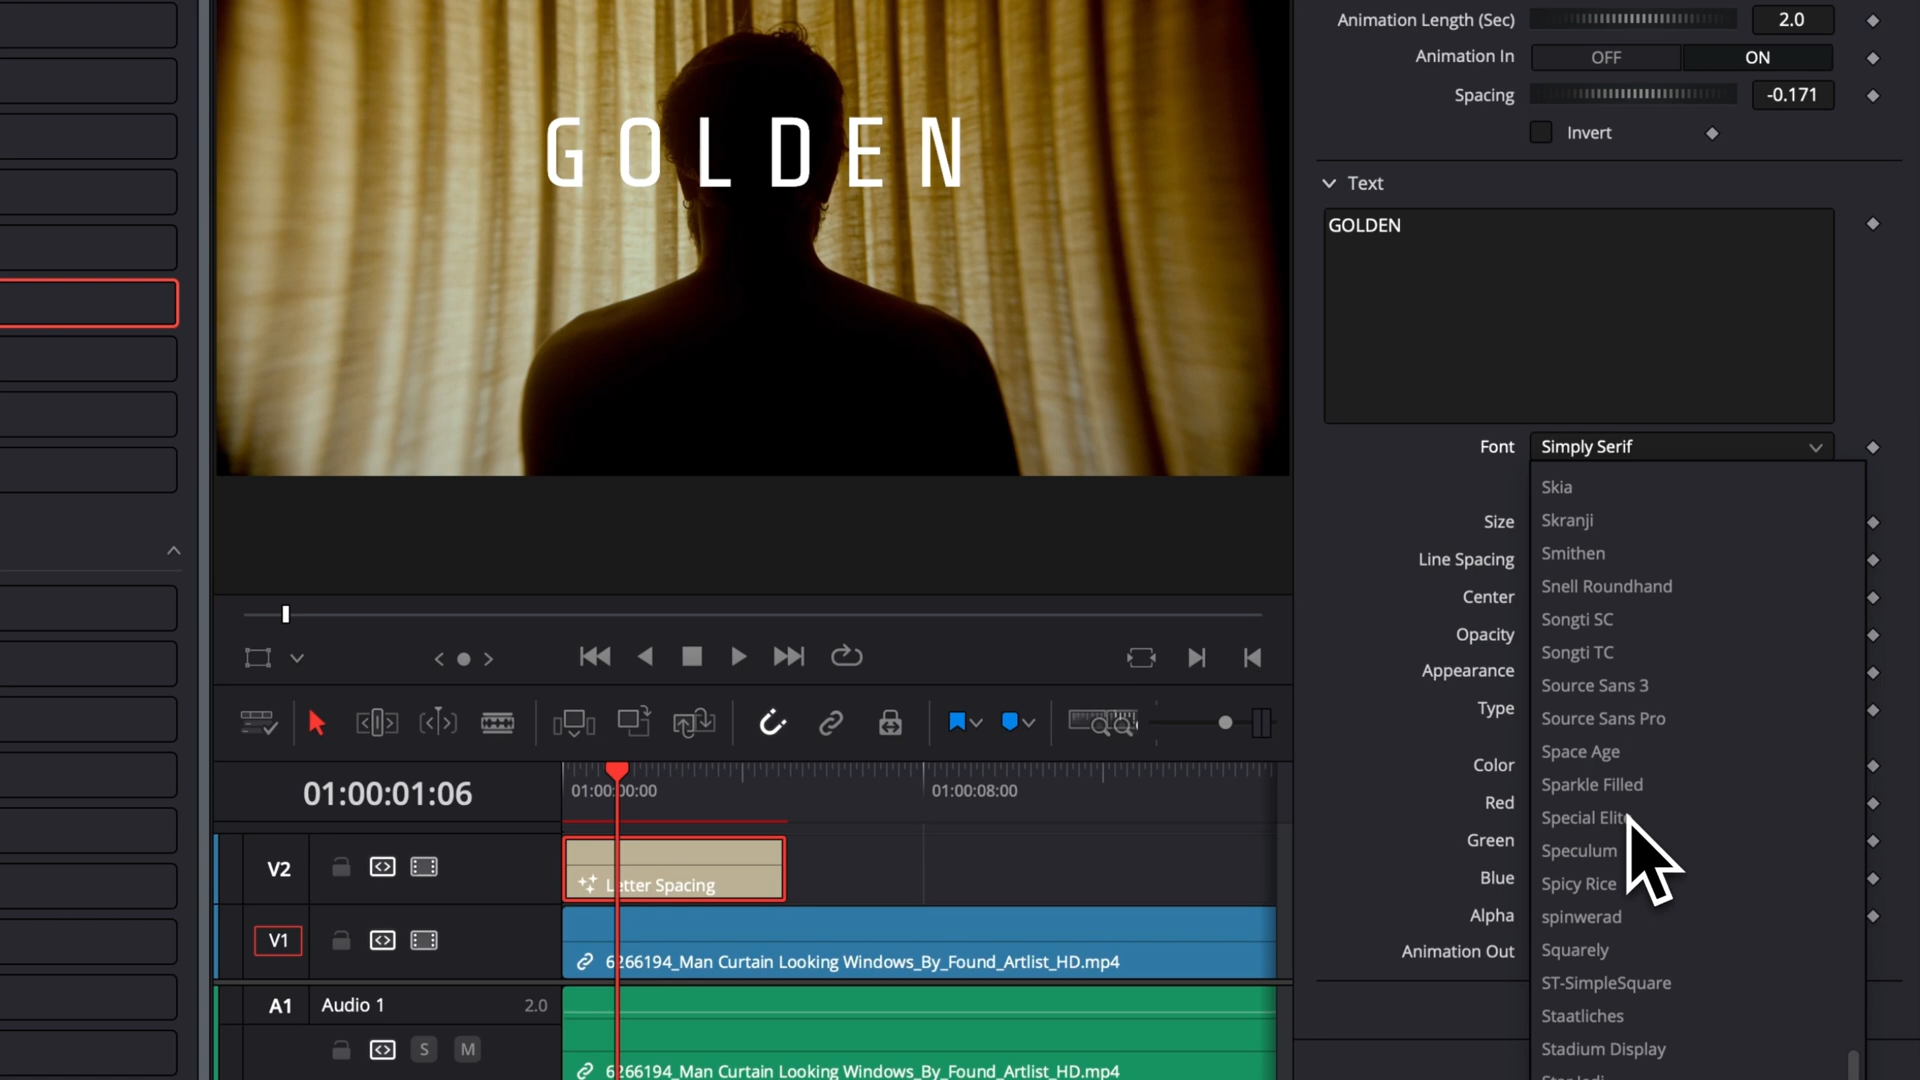 Animation Length (Sec) 2.0
Animation In OFF ON
Spacing -0.171
Invert
Text
GOLDEN
GOLDEN
Font Simply Serif
Skia
Skranji
Smithen
Size
Snell Roundhand
Line Spacing
Songti SC
Center
Songti TC
Opacity
Source Sans 3
Appearance
Source Sans Pro
Type
Space Age
Color
Sparkle Filled
Red
Special Elite
Green
Speculum
Blue
Spicy Rice
Alpha
spinwerad
Animation Out
Squarely
ST-SimpleSquare
Staatliches
Stadium Display
01:00:01:06
01:00:00:00
01:00:08:00
V2
Letter Spacing
V1
6266194_Man Curtain Looking Windows_By_Found_Artlist_HD.mp4
A1 Audio 1 2.0
S M
6266194_Man Curtain Looking Windows_By_Found_Artlist_HD.mp4